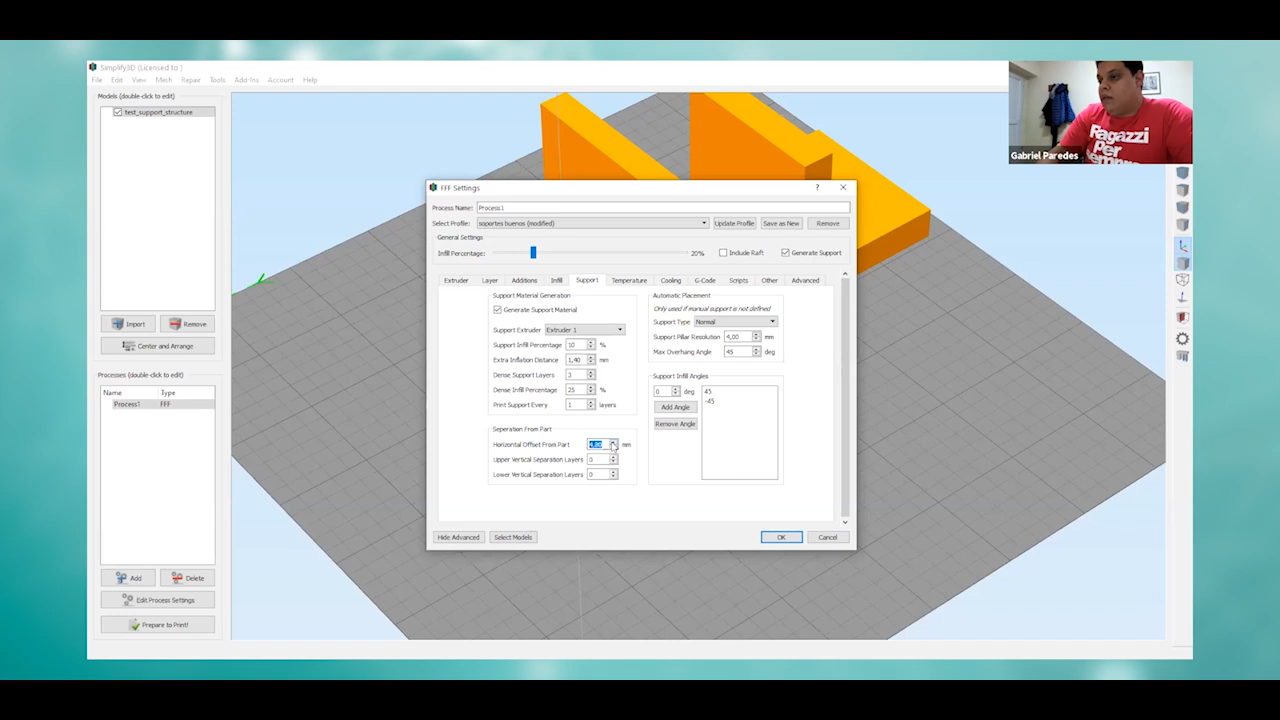 Simplify3D (Licensed to )
File Edit View Mesh Repair Tools Add-Ins Account Help
Models (double-click to edit)
test_support_structure
Import Remove
Center and Arrange
Processes (double-click to edit)
Name Type
Process1 FFF
Add Delete
Edit Process Settings
Prepare to Print!
Ragazzi
per
Gabriel Paredes
FFF Settings
Process Name: Process1
Select Profile: soportes buenos (modified) Update Profile Save as New Remove
General Settings
Infill Percentage: 20% Include Raft Generate Support
Extruder Layer Additions Infill Support Temperature Cooling G-Code Scripts Other Advanced
Support Material Generation
Generate Support Material
Support Extruder Extruder 1
Support Infill Percentage 10 %
Extra Inflation Distance 1,40 mm
Dense Support Layers 3
Dense Infill Percentage 25 %
Print Support Every 1 layers
Seperation From Part
Horizontal Offset From Part 4,80 mm
Upper Vertical Separation Layers 0
Lower Vertical Separation Layers 0
Automatic Placement
Only used if manual support is not defined
Support Type Normal
Support Pillar Resolution 4,00 mm
Max Overhang Angle 45 deg
Support Infill Angles
0 deg
Add Angle
Remove Angle
45
-45
Hide Advanced Select Models OK Cancel